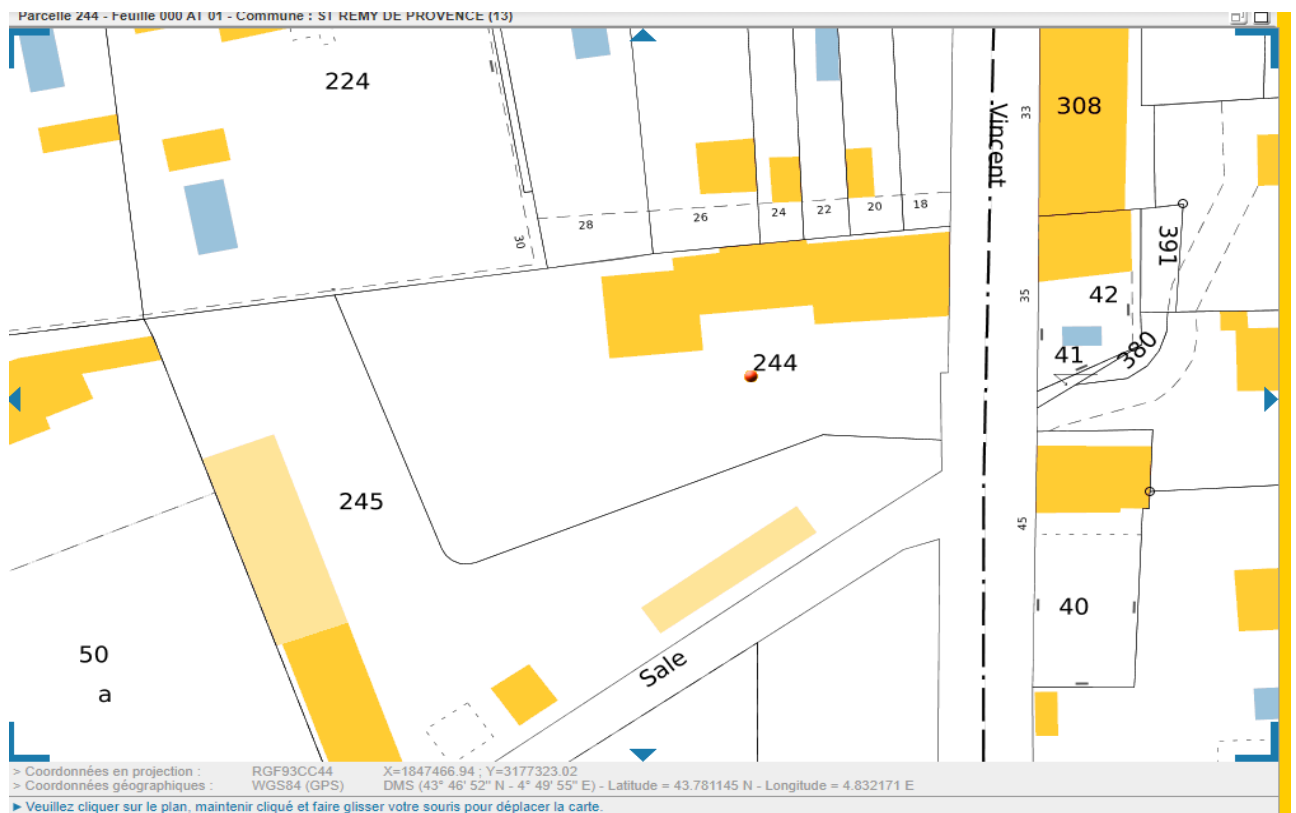 Parcelle 244 - Feuille 000 AT 01 - Commune : ST REMY DE PROVENCE (13)
224
308
33
Vincent
28
26
24
22
20
18
30
391
35
42
41
380
244
245
45
50
a
40
Sale
> Coordonnées en projection : RGF93CC44 X=1847466.94 ; Y=3177323.02
> Coordonnées géographiques : WGS84 (GPS) DMS (43° 46' 52" N - 4° 49' 55" E) - Latitude = 43.781145 N - Longitude = 4.832171 E
► Veuillez cliquer sur le plan, maintenir cliqué et faire glisser votre souris pour déplacer la carte.